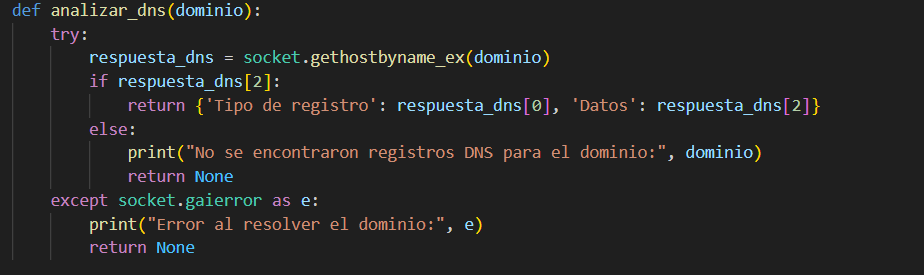 def analizar_dns(dominio):
    try:
        respuesta_dns = socket.gethostbyname_ex(dominio)
        if respuesta_dns[2]:
            return {'Tipo de registro': respuesta_dns[0], 'Datos': respuesta_dns[2]}
        else:
            print("No se encontraron registros DNS para el dominio:", dominio)
            return None
    except socket.gaierror as e:
        print("Error al resolver el dominio:", e)
        return None